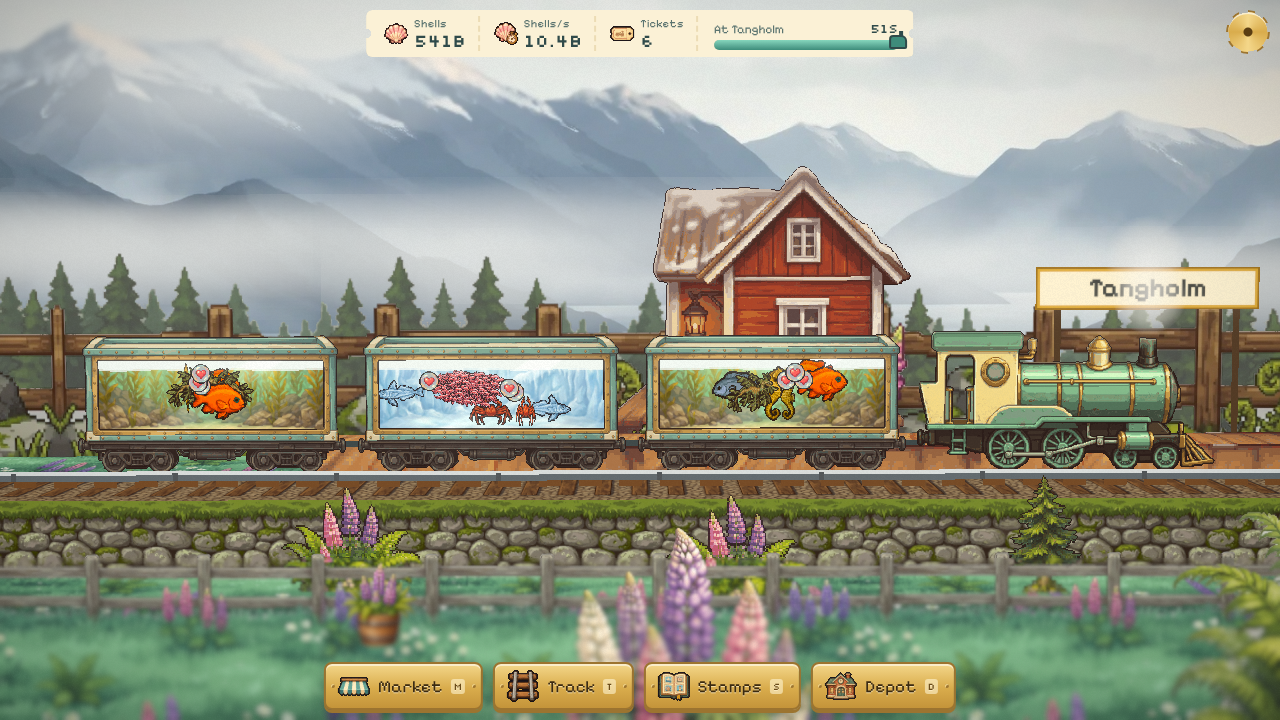 Shells
541B
Shells/s
10.4B
Tickets
6
At Tangholm
51s
Tangholm
Market M
Track T
Stamps S
Depot D